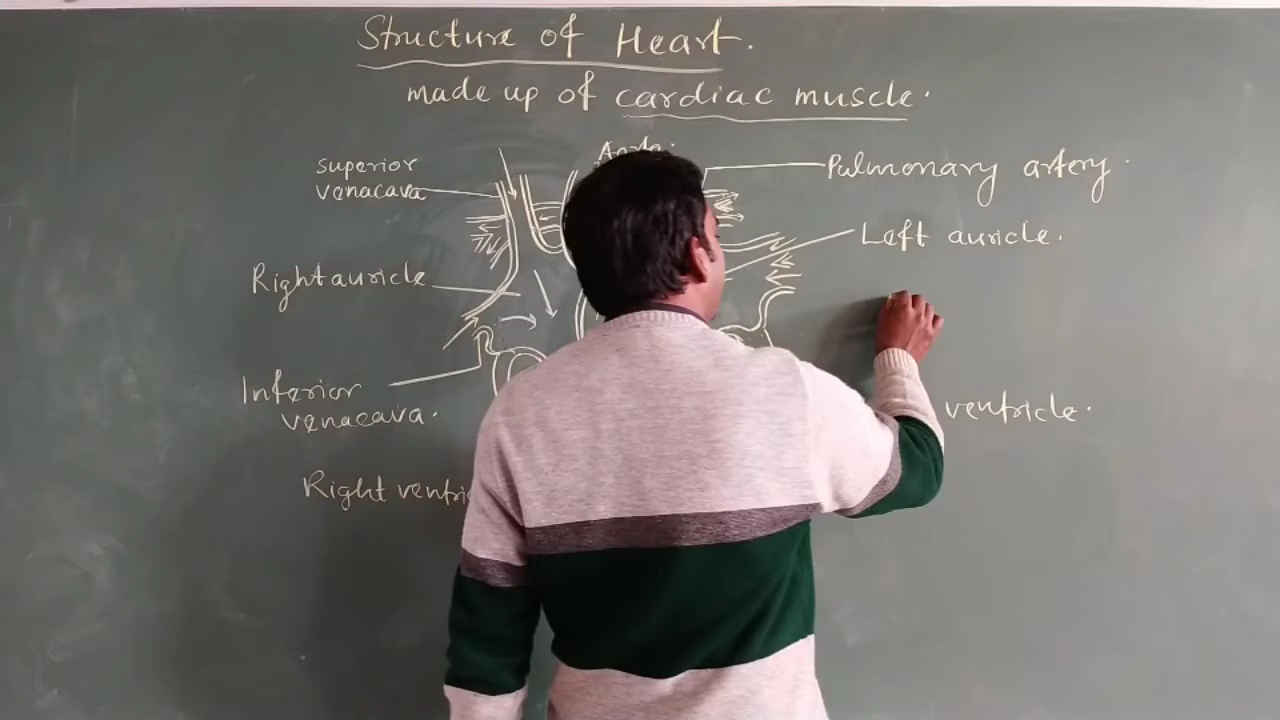 Structure of Heart.
made up of cardiac muscle.
Aorta.
superior
venacava
Pulmonary artery.
Left auricle.
Right auricle
Inferior
venacava.
ventricle.
Right